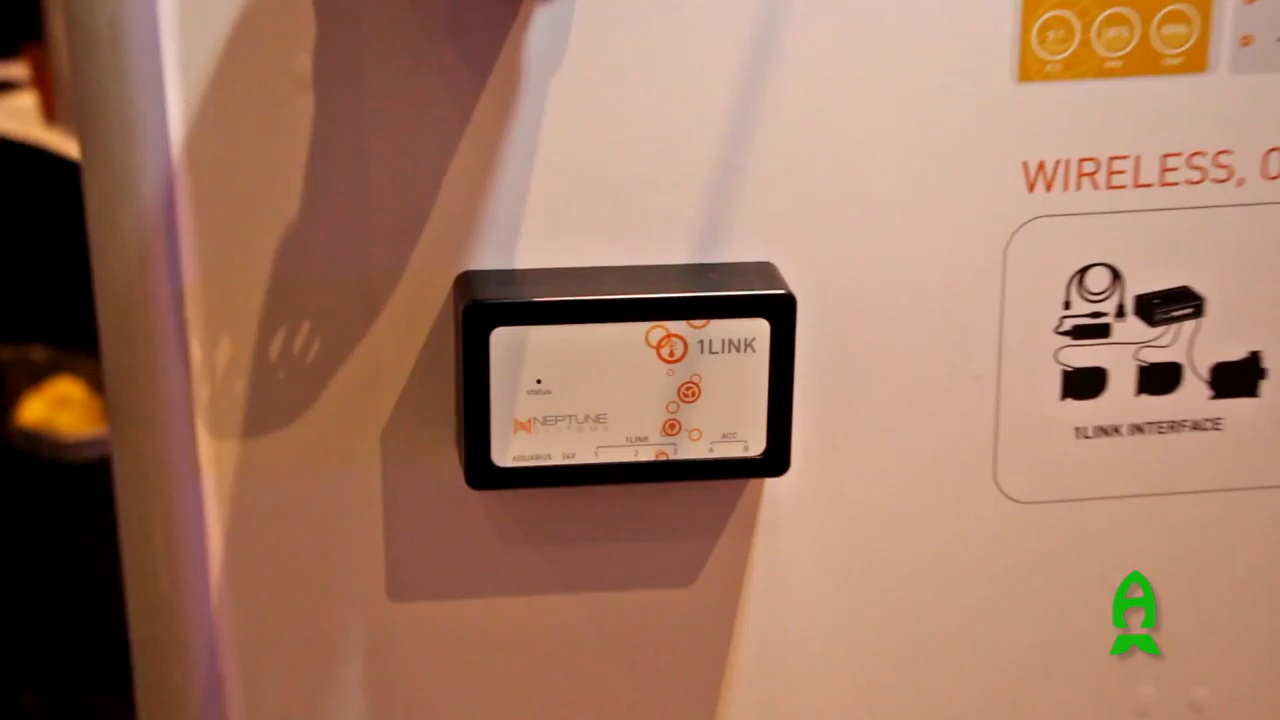 WIRELESS,
1LINK
status
NEPTUNE
SYSTEMS
1LINK
ACC
AQUABUS 24V 1 2 3 A B
1LINK INTERFACE